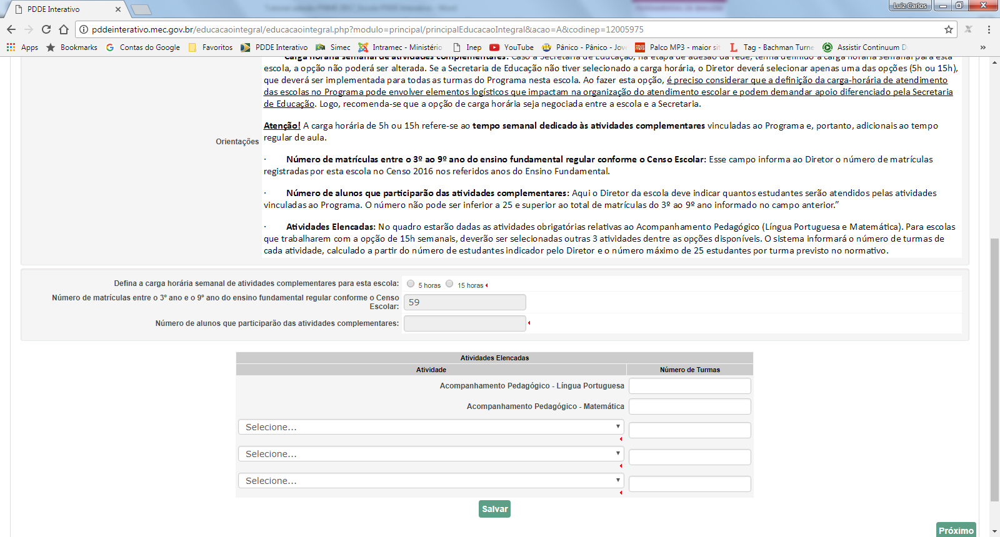 PDDE Interativo
Luiz Carlos
pddeinterativo.mec.gov.br/educacaointegral/educacaointegral.php?modulo=principal/principalEducacaoIntegral&acao=A&codinep=12005975
Apps Bookmarks Contas do Google Favoritos PDDE Interativo Simec Intramec - Ministério Inep YouTube Pânico - Pânico - Jov Palco MP3 - maior sit Tag - Bachman Turne Assistir Continuum D »
Carga horária semanal de atividades complementares: Caso a Secretaria de Educação, na etapa de adesão da rede, tenha definido a carga horária semanal para esta
escola, a opção não poderá ser alterada. Se a Secretaria de Educação não tiver selecionado a carga horária, o Diretor deverá selecionar apenas uma das opções (5h ou 15h),
que deverá ser implementada para todas as turmas do Programa nesta escola. Ao fazer esta opção, é preciso considerar que a definição da carga-horária de atendimento
das escolas no Programa pode envolver elementos logísticos que impactam na organização do atendimento escolar e podem demandar apoio diferenciado pela Secretaria
de Educação. Logo, recomenda-se que a opção de carga horária seja negociada entre a escola e a Secretaria.
Atenção! A carga horária de 5h ou 15h refere-se ao tempo semanal dedicado às atividades complementares vinculadas ao Programa e, portanto, adicionais ao tempo
regular de aula.
Orientações
· Número de matrículas entre o 3º ao 9º ano do ensino fundamental regular conforme o Censo Escolar: Esse campo informa ao Diretor o número de matrículas
registradas por esta escola no Censo 2016 nos referidos anos do Ensino Fundamental.
· Número de alunos que participarão das atividades complementares: Aqui o Diretor da escola deve indicar quantos estudantes serão atendidos pelas atividades
vinculadas ao Programa. O número não pode ser inferior a 25 e superior ao total de matrículas do 3º ao 9º ano informado no campo anterior.”
· Atividades Elencadas: No quadro estarão dadas as atividades obrigatórias relativas ao Acompanhamento Pedagógico (Língua Portuguesa e Matemática). Para escolas
que trabalharem com a opção de 15h semanais, deverão ser selecionadas outras 3 atividades dentre as opções disponíveis. O sistema informará o número de turmas de
cada atividade, calculado a partir do número de estudantes indicador pelo Diretor e o número máximo de 25 estudantes por turma previsto no normativo.
Defina a carga horária semanal de atividades complementares para esta escola: 5 horas 15 horas
Número de matrículas entre o 3º ano e o 9º ano do ensino fundamental regular conforme o Censo
Escolar: 59
Número de alunos que participarão das atividades complementares:
Atividades Elencadas
Atividade Número de Turmas
Acompanhamento Pedagógico - Língua Portuguesa
Acompanhamento Pedagógico - Matemática
Selecione...
Selecione...
Selecione...
Salvar
Próximo